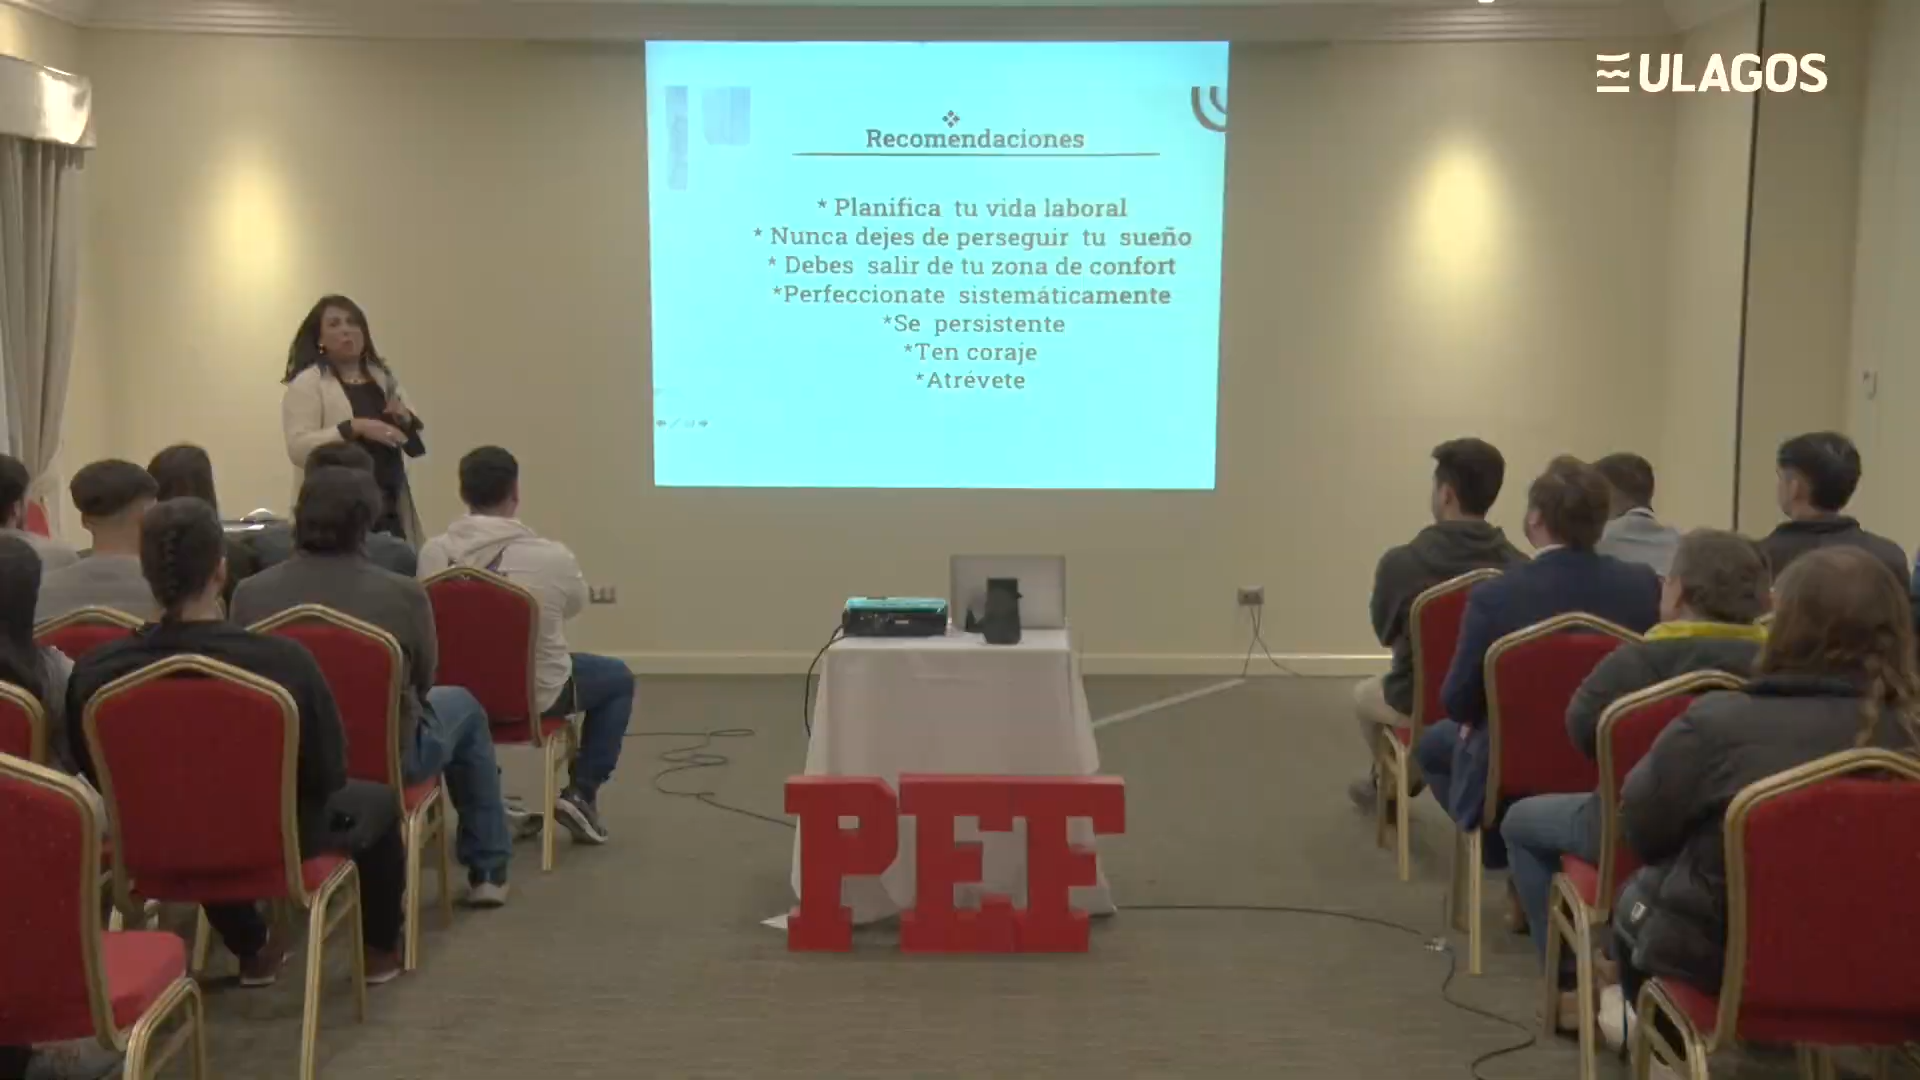 ULAGOS
Recomendaciones
* Planifica tu vida laboral
* Nunca dejes de perseguir tu sueño
* Debes salir de tu zona de confort
*Perfeccionate sistemáticamente
*Se persistente
*Ten coraje
*Atrévete
PEF